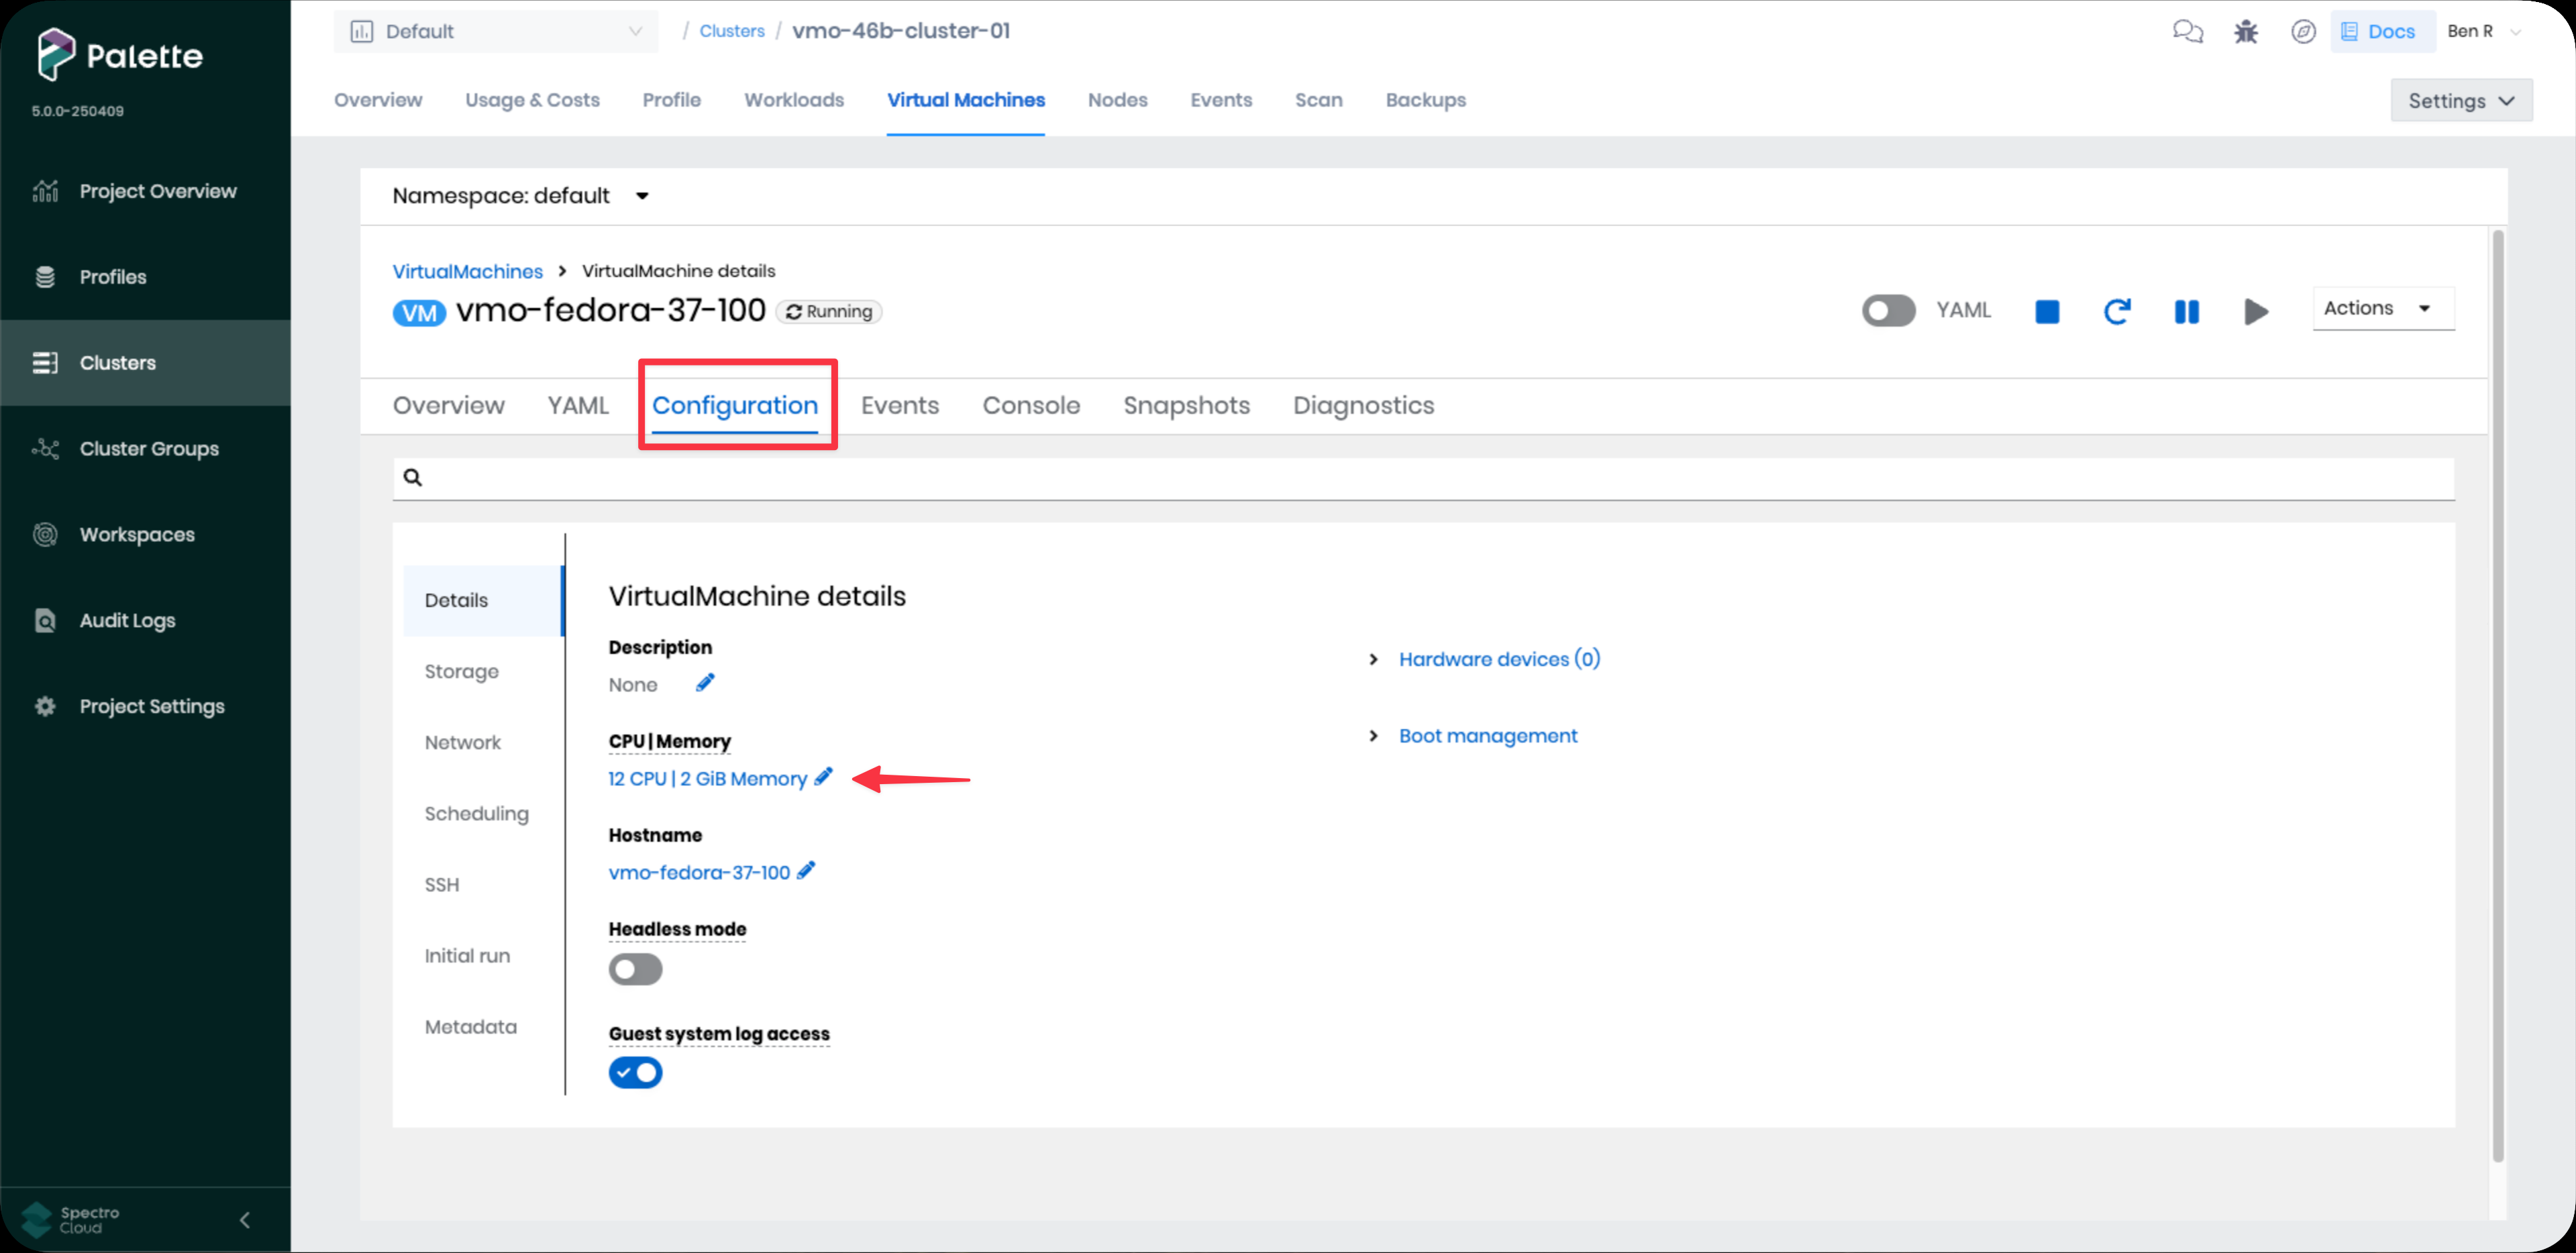 Palette
5.0.0-250409
Project Overview
Profiles
Clusters
Cluster Groups
Workspaces
Audit Logs
Project Settings
Spectro
Cloud
Default / Clusters / vmo-46b-cluster-01
Docs Ben R
Overview Usage & Costs Profile Workloads Virtual Machines Nodes Events Scan Backups
Settings
Namespace: default
VirtualMachines > VirtualMachine details
VM vmo-fedora-37-100 Running
YAML Actions
Overview YAML Configuration Events Console Snapshots Diagnostics
Details
Storage
Network
Scheduling
SSH
Initial run
Metadata
VirtualMachine details
Description
None
CPU | Memory
12 CPU | 2 GiB Memory
Hostname
vmo-fedora-37-100
Headless mode
Guest system log access
Hardware devices (0)
Boot management